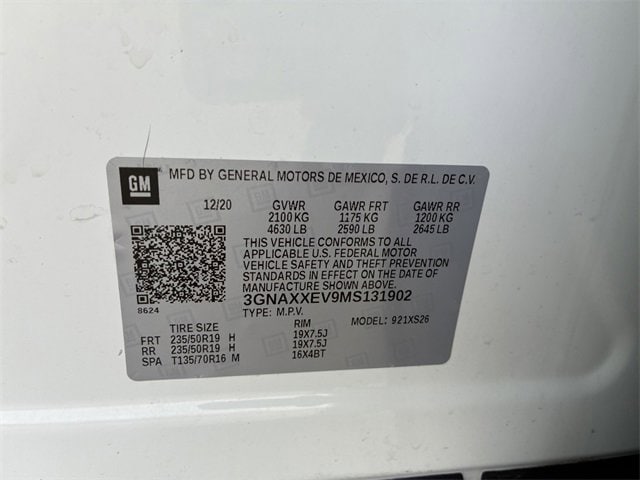 GM
MFD BY GENERAL MOTORS DE MEXICO, S. DE R.L. DE C.V.
12/20 GVWR GAWR FRT GAWR RR
2100 KG 1175 KG 1200 KG
4630 LB 2590 LB 2645 LB
THIS VEHICLE CONFORMS TO ALL
APPLICABLE U.S. FEDERAL MOTOR
VEHICLE SAFETY AND THEFT PREVENTION
STANDARDS IN EFFECT ON THE DATE OF
MANUFACTURE SHOWN ABOVE.
8624
3GNAXXEV9MS131902
TYPE: M.P.V. MODEL: 921XS26
TIRE SIZE RIM
FRT 235/50R19 H 19X7.5J
RR 235/50R19 H 19X7.5J
SPA T135/70R16 M 16X4BT